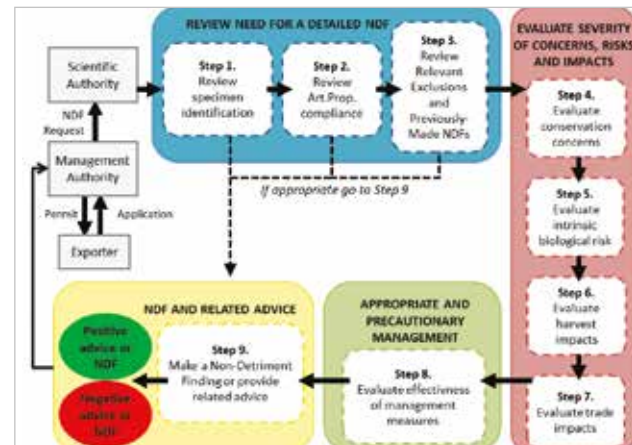 REVIEW NEED FOR A DETAILED NDF
Step 1.
Review
specimen
identification
Step 2.
Review
Art.Prop.
compliance
Step 3.
Review
Relevant
Exclusions
and
Previously-
Made NDFs
If appropriate go to Step 9
Scientific
Authority
NDF
Request
Management
Authority
Permit
Application
Exporter
EVALUATE SEVERITY
OF CONCERNS, RISKS
AND IMPACTS
Step 4.
Evaluate
conservation
concerns
Step 5.
Evaluate
intrinsic
biological risk
Step 6.
Evaluate
harvest
impacts
Step 7.
Evaluate trade
impacts
APPROPRIATE AND
PRECAUTIONARY
MANAGEMENT
Step 8.
Evaluate effectiveness
of management
measures
NDF AND RELATED ADVICE
Step 9.
Make a Non-Detriment
Finding or provide
related advice
Positive
advice in
NDF
Negative
advice in
NDF